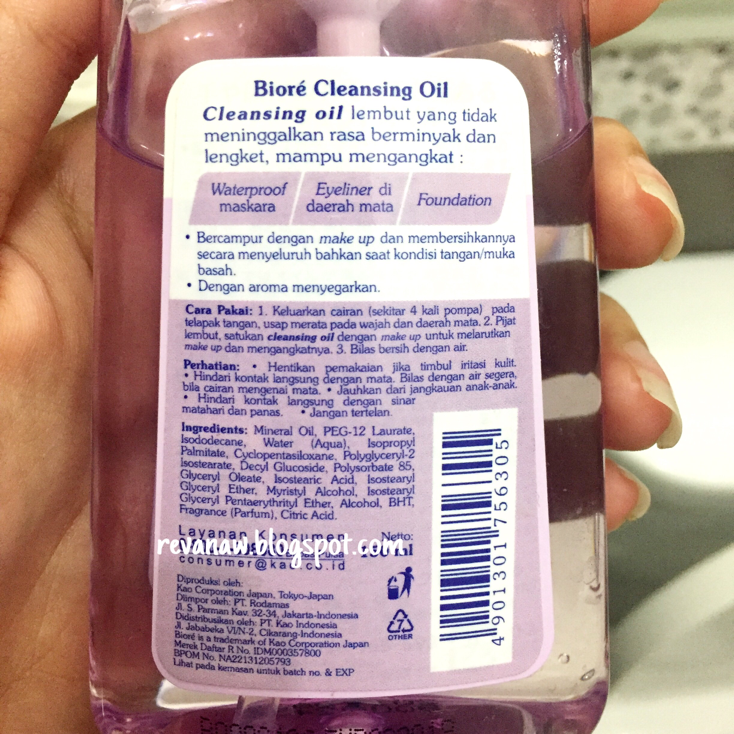 Bioré Cleansing Oil
Cleansing oil lembut yang tidak
meninggalkan rasa berminyak dan
lengket, mampu mengangkat :
Waterproof
maskara
Eyeliner di
daerah mata
Foundation
• Bercampur dengan make up dan membersihkannya
secara menyeluruh bahkan saat kondisi tangan/muka
basah.
• Dengan aroma menyegarkan.
Cara Pakai: 1. Keluarkan cairan (sekitar 4 kali pompa) pada
telapak tangan, usap merata pada wajah dan daerah mata. 2. Pijat
lembut, satukan cleansing oil dengan make up untuk melarutkan
make up dan mengangkatnya. 3. Bilas bersih dengan air.
Perhatian: • Hentikan pemakaian jika timbul iritasi kulit.
• Hindari kontak langsung dengan mata. Bilas dengan air segera,
bila cairan mengenai mata. • Jauhkan dari jangkauan anak-anak.
• Hindari kontak langsung dengan sinar
matahari dan panas. • Jangan tertelan.
Ingredients: Mineral Oil, PEG-12 Laurate,
Isododecane, Water (Aqua), Isopropyl
Palmitate, Cyclopentasiloxane, Polyglyceryl-2
Isostearate, Decyl Glucoside, Polysorbate 85,
Glyceryl Oleate, Isostearic Acid, Isostearyl
Glyceryl Ether, Myristyl Alcohol, Isostearyl
Glyceryl Pentaerythrityl Ether, Alcohol, BHT,
Fragrance (Parfum), Citric Acid.
Layanan Konsumen
Netto:
revanaw.blogspot.com
consumer@kao.co.id
Diproduksi oleh:
Kao Corporation Japan, Tokyo-Japan
Diimpor oleh: PT. Rodamas
Jl. S. Parman Kav. 32-34, Jakarta-Indonesia
Didistribusikan oleh: PT. Kao Indonesia
Jl. Jababeka VI/N-2, Cikarang-Indonesia
Bioré is a trademark of Kao Corporation Japan
Merek Daftar R No. IDM000357800
BPOM No. NA22131205793
Lihat pada kemasan untuk batch no. & EXP
7
OTHER
4 901301 756305